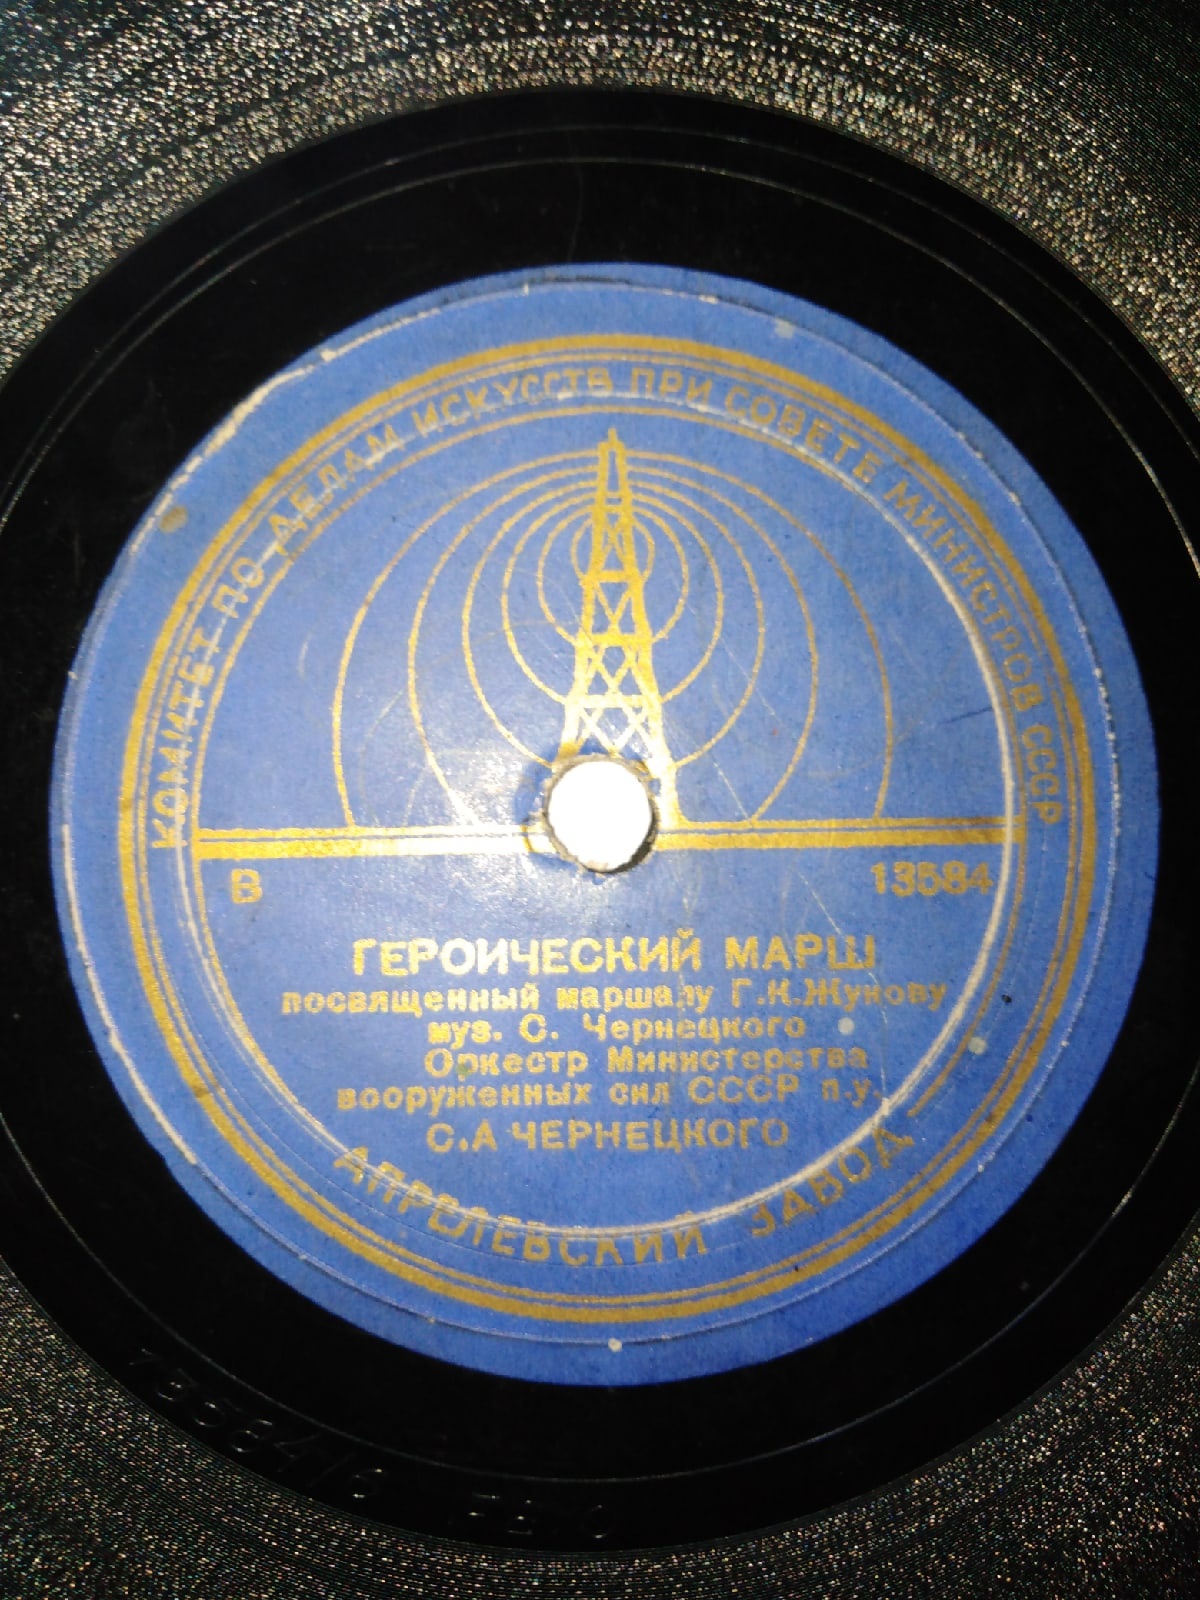 КОМИТЕТ ПО ДЕЛАМ ИСКУССТВ ПРИ СОВЕТЕ МИНИСТРОВ СССР
В 13584
ГЕРОИЧЕСКИЙ МАРШ
посвященный маршалу Г.К.Жукову
муз. С. Чернецкого
Оркестр Министерства
вооруженных сил СССР п.у.
С.А ЧЕРНЕЦКОГО
АПРЕЛЕВСКИЙ ЗАВОД